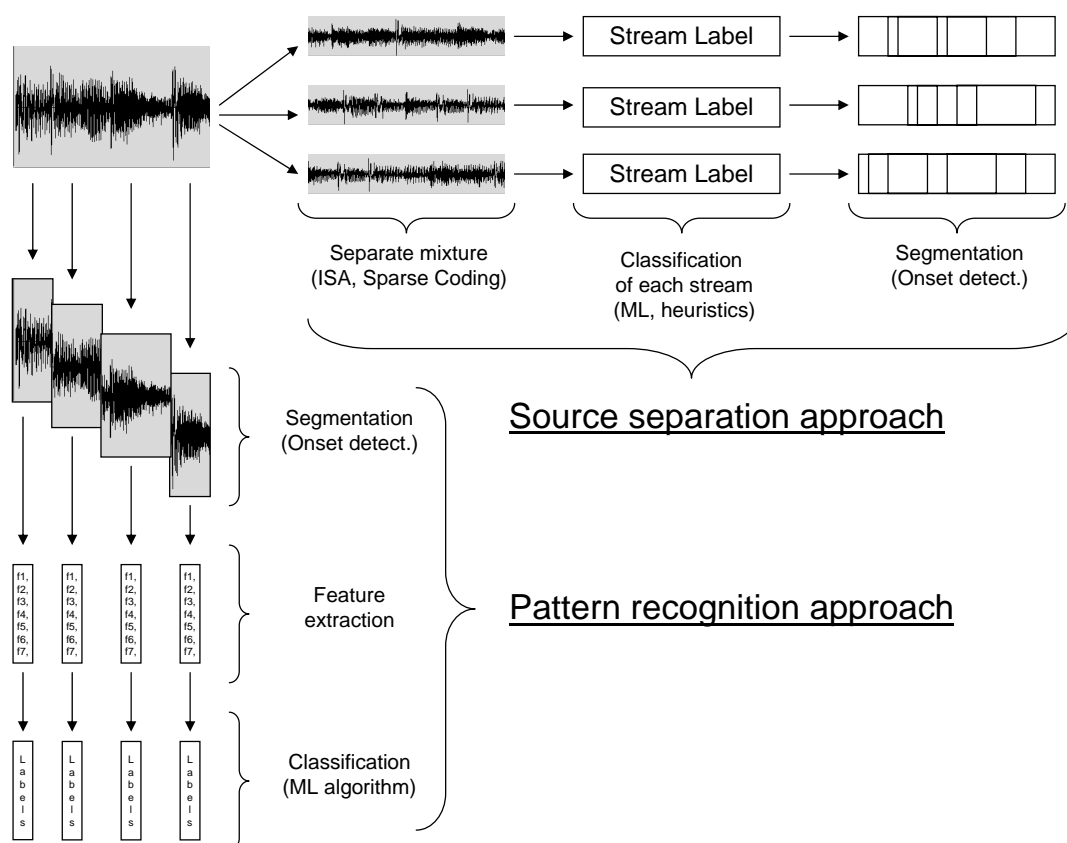 Stream Label
Stream Label
Stream Label
Separate mixture
(ISA, Sparse Coding)
Classification
of each stream
(ML, heuristics)
Segmentation
(Onset detect.)
Source separation approach
Segmentation
(Onset detect.)
f1,
f2,
f3,
f4,
f5,
f6,
f7,
f1,
f2,
f3,
f4,
f5,
f6,
f7,
f1,
f2,
f3,
f4,
f5,
f6,
f7,
f1,
f2,
f3,
f4,
f5,
f6,
f7,
Feature
extraction
Pattern recognition approach
Labels
Labels
Labels
Labels
Classification
(ML algorithm)